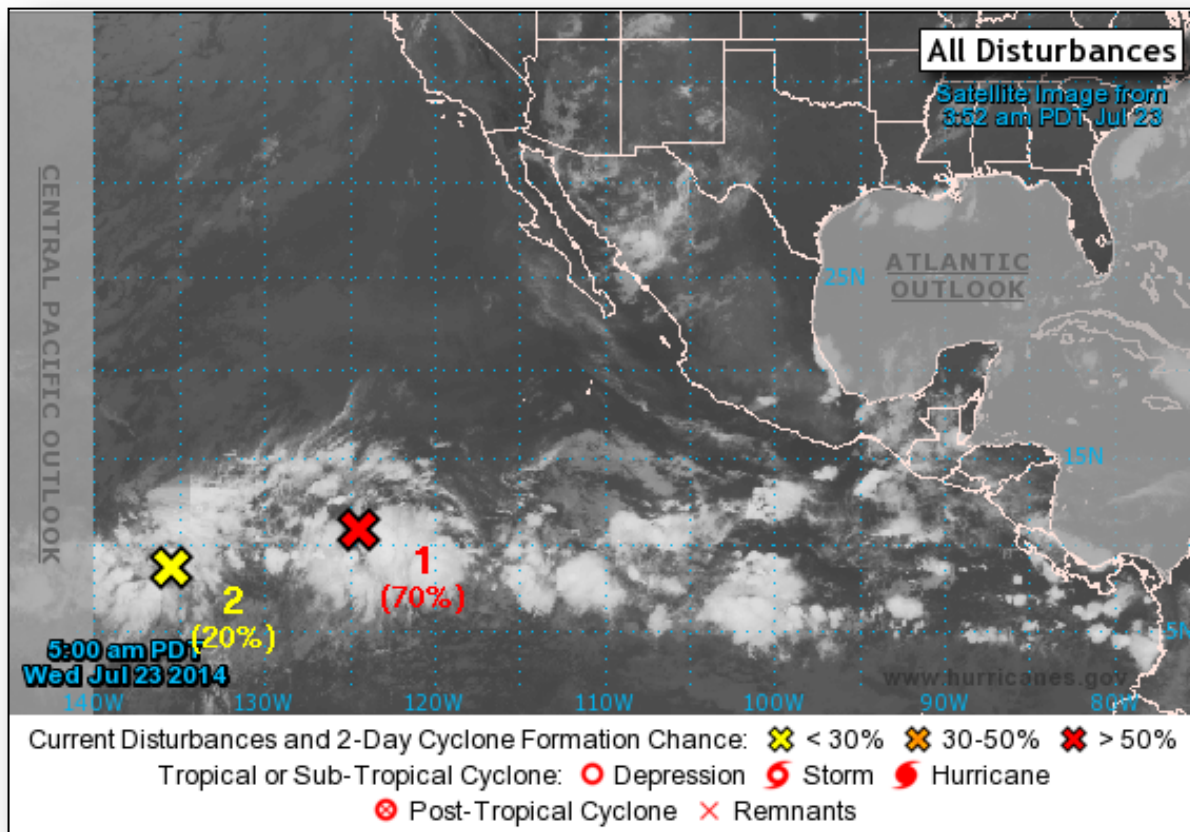 All Disturbances
Satellite Image from
3:52 am PDT Jul 23
CENTRAL PACIFIC OUTLOOK
ATLANTIC
OUTLOOK
25N
15N
1
(70%)
2
(20%)
5N
5:00 am PDT
Wed Jul 23 2014
www.hurricanes.gov
140W 130W 120W 110W 100W 90W 80W
Current Disturbances and 2-Day Cyclone Formation Chance: < 30% 30-50% > 50%
Tropical or Sub-Tropical Cyclone: Depression Storm Hurricane
Post-Tropical Cyclone Remnants